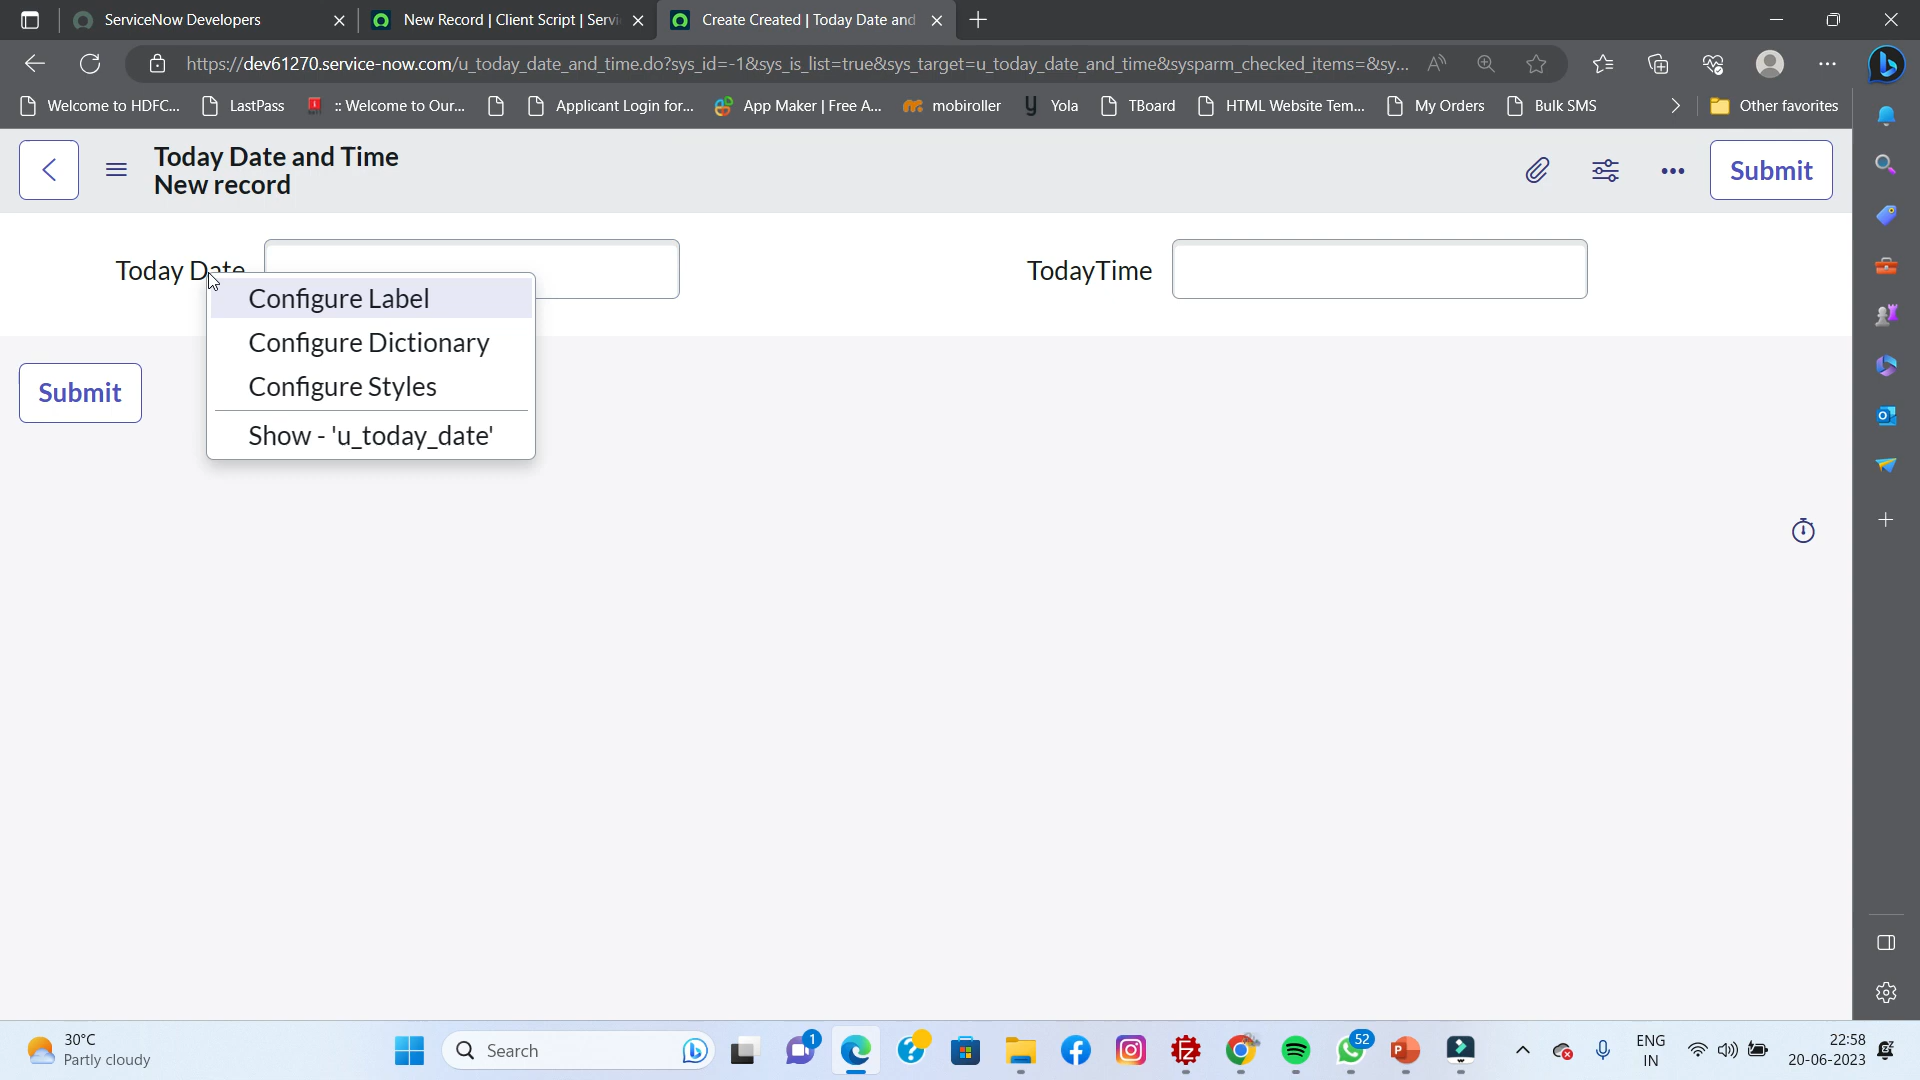 ServiceNow Developers
New Record | Client Script | Servi
Create Created | Today Date and
https://dev61270.service-now.com/u_today_date_and_time.do?sys_id=-1&sys_is_list=true&sys_target=u_today_date_and_time&sysparm_checked_items=&sy...
Welcome to HDFC...
LastPass
:: Welcome to Our...
Applicant Login for...
App Maker | Free A...
mobiroller
Yola
TBoard
HTML Website Tem...
My Orders
Bulk SMS
Other favorites
Today Date and Time
New record
Submit
Today Date
TodayTime
Configure Label
Configure Dictionary
Configure Styles
Show - 'u_today_date'
Submit
30°C
Partly cloudy
Search
1
52
ENG
IN
22:58
20-06-2023